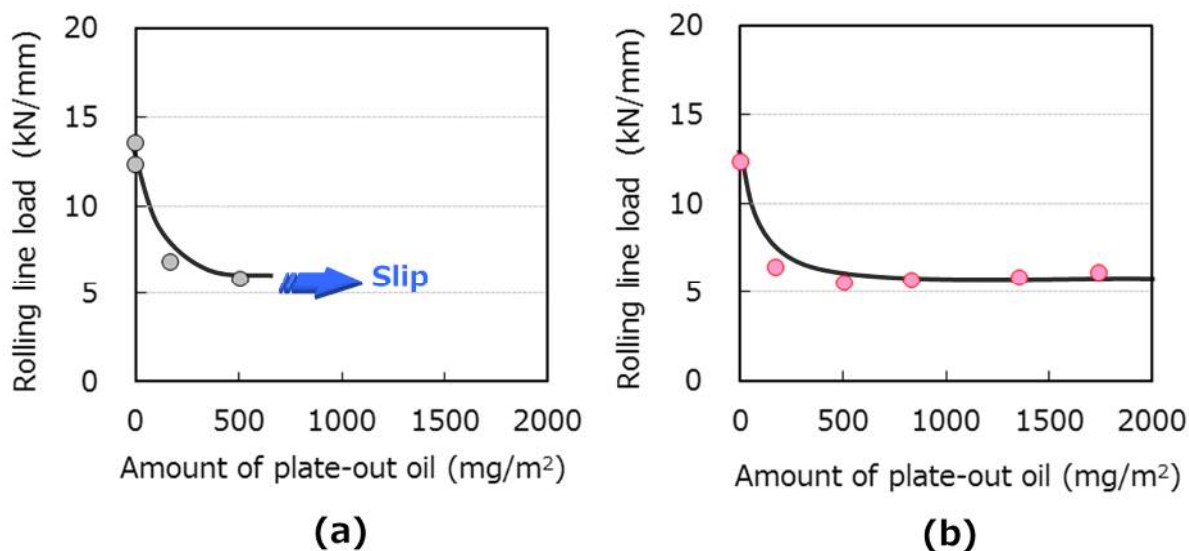 Rolling line load (kN/mm)
20
15
10
5
0
Slip
0 500 1000 1500 2000
Amount of plate-out oil (mg/m²)
(a)
Rolling line load (kN/mm)
20
15
10
5
0
0 500 1000 1500 2000
Amount of plate-out oil (mg/m²)
(b)